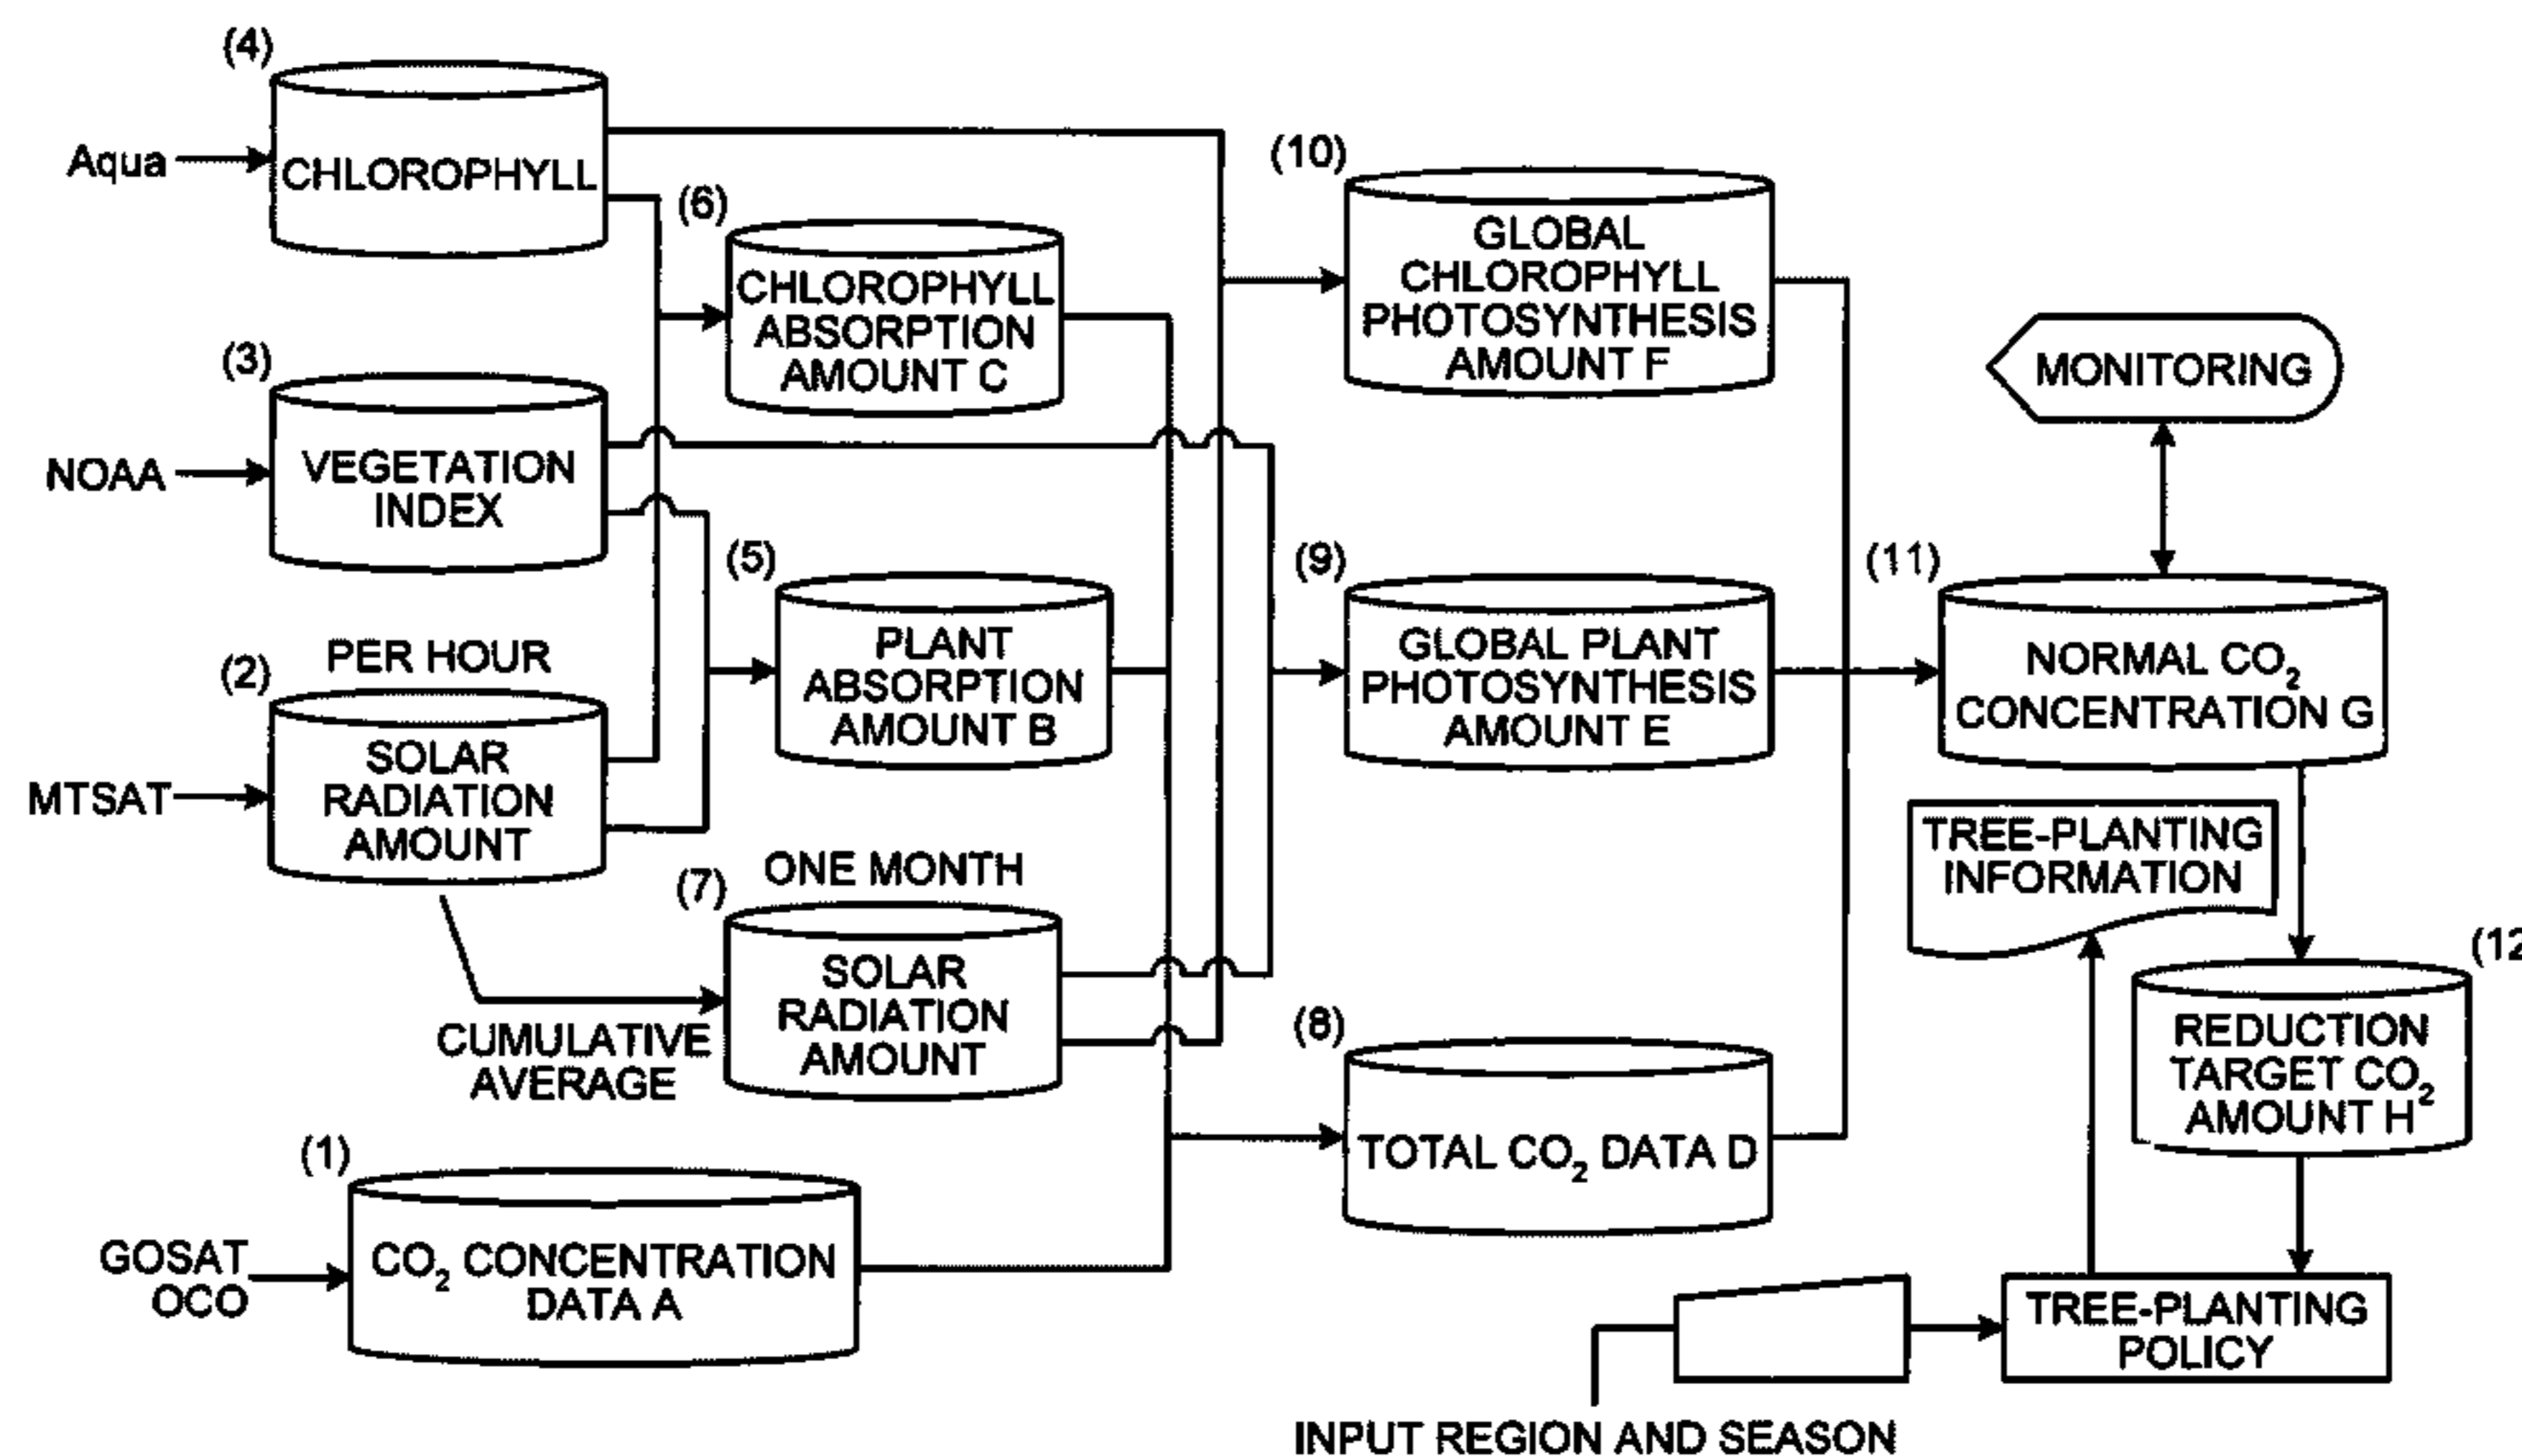 (4)
Aqua
CHLOROPHYLL
(6)
CHLOROPHYLL
ABSORPTION
AMOUNT C
(3)
NOAA
VEGETATION
INDEX
(5)
PLANT
ABSORPTION
AMOUNT B
PER HOUR
(2)
MTSAT
SOLAR
RADIATION
AMOUNT
ONE MONTH
(7)
SOLAR
RADIATION
AMOUNT
CUMULATIVE
AVERAGE
(1)
GOSAT
OCO
CO₂ CONCENTRATION
DATA A
(10)
GLOBAL
CHLOROPHYLL
PHOTOSYNTHESIS
AMOUNT F
(9)
GLOBAL PLANT
PHOTOSYNTHESIS
AMOUNT E
(8)
TOTAL CO₂ DATA D
MONITORING
(11)
NORMAL CO₂
CONCENTRATION G
TREE-PLANTING
INFORMATION
(12
REDUCTION
TARGET CO₂
AMOUNT H
TREE-PLANTING
POLICY
INPUT REGION AND SEASON